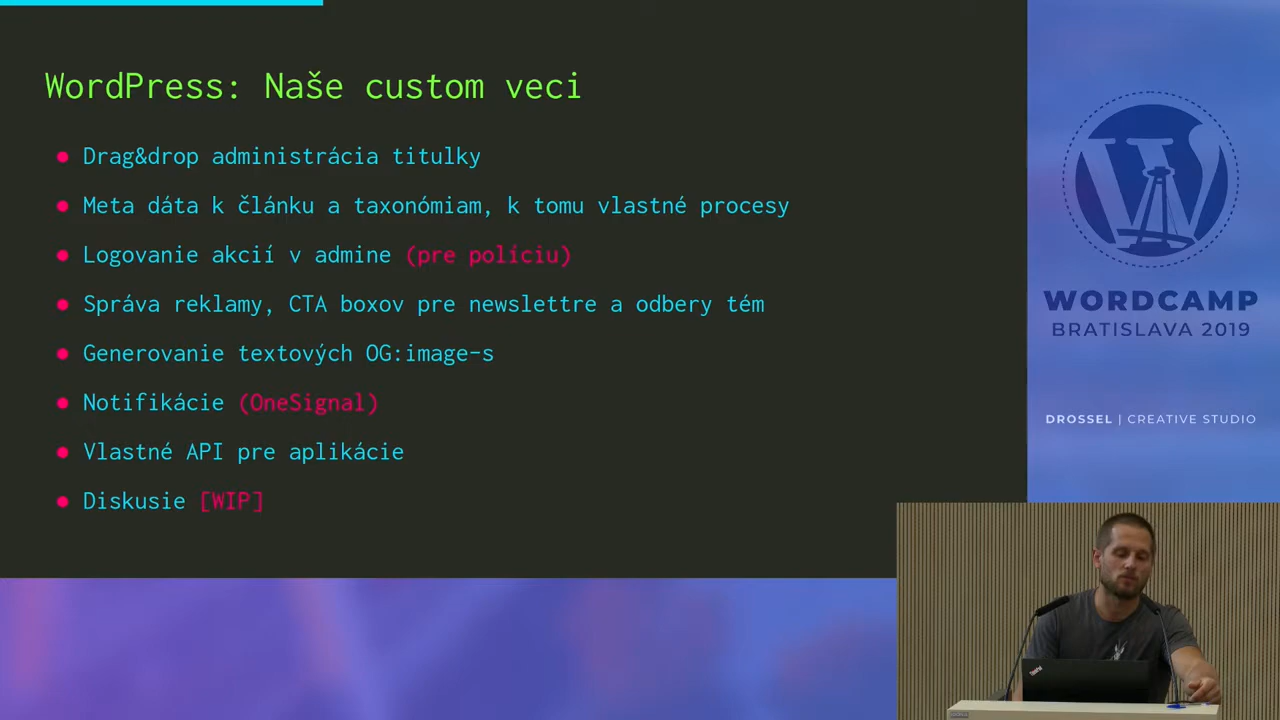 WordPress: Naše custom veci
Drag&drop administrácia titulky
Meta dáta k článku a taxonómiam, k tomu vlastné procesy
Logovanie akcií v admine (pre políciu)
Správa reklamy, CTA boxov pre newslettre a odbery tém
Generovanie textových OG:image-s
Notifikácie (OneSignal)
Vlastné API pre aplikácie
Diskusie [WIP]
WORDCAMP
BRATISLAVA 2019
DROSSEL | CREATIVE STUDIO
ThinkPad